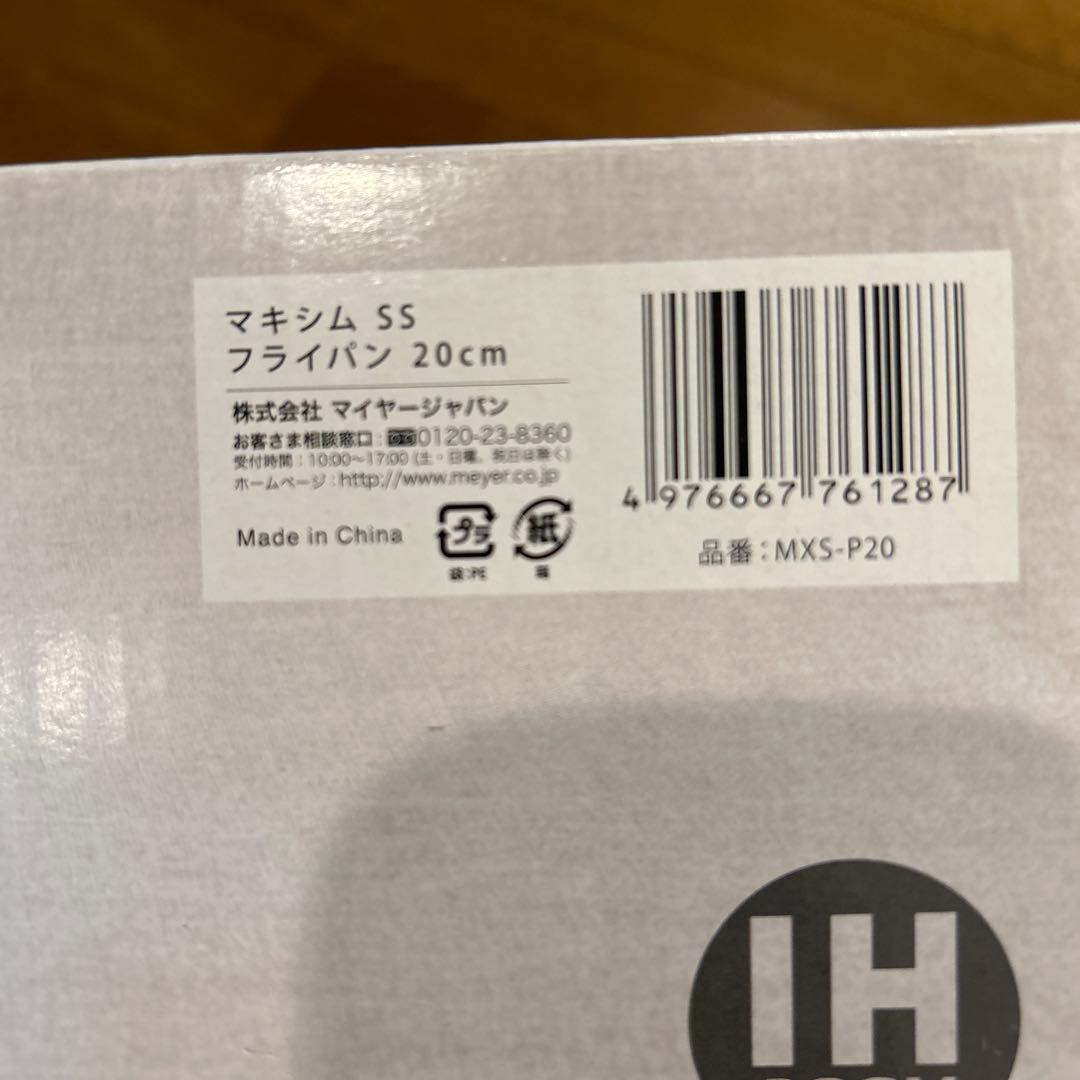 マキシム SS
フライパン 20cm
株式会社 マイヤージャパン
お客さま相談窓口：0120-23-8360
受付時間：10:00～17:00 (土・日曜、祝日は除く)
ホームページ：http://www.meyer.co.jp
Made in China
プラ
紙
袋:PE
箱
4 976667 761287
品番：MXS-P20
IH